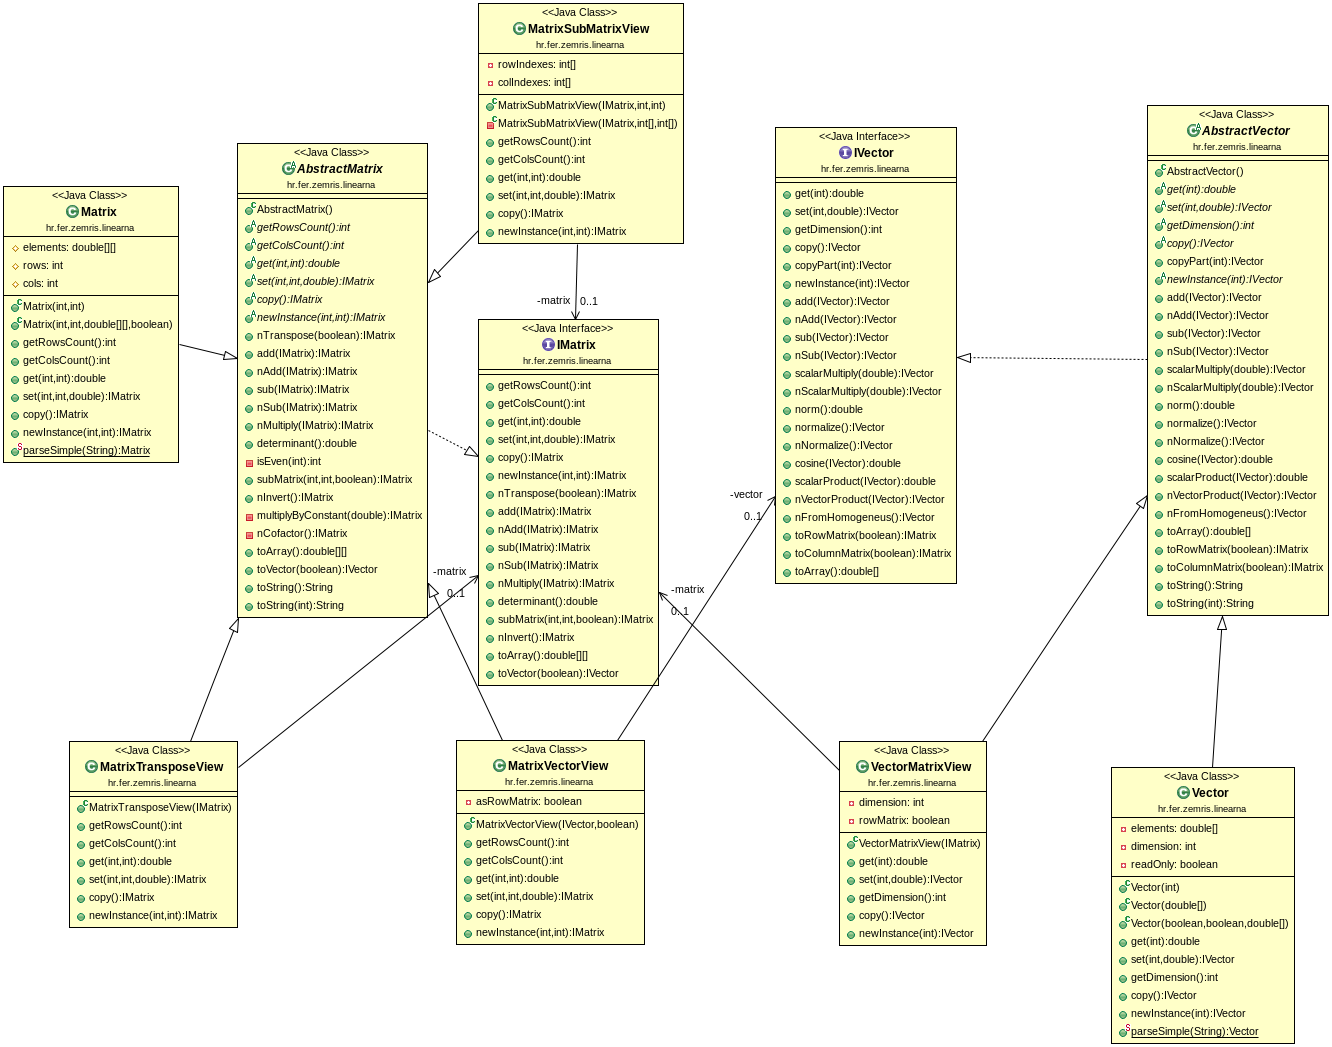 <<Java Class>>
MatrixSubMatrixView
hr.fer.zemris.linearna
rowIndexes: int[]
colIndexes: int[]
MatrixSubMatrixView(IMatrix,int,int)
MatrixSubMatrixView(IMatrix,int[],int[])
getRowsCount():int
getColsCount():int
get(int,int):double
set(int,int,double):IMatrix
copy():IMatrix
newInstance(int,int):IMatrix
<<Java Class>>
Matrix
hr.fer.zemris.linearna
elements: double[][]
rows: int
cols: int
Matrix(int,int)
Matrix(int,int,double[][],boolean)
getRowsCount():int
getColsCount():int
get(int,int):double
set(int,int,double):IMatrix
copy():IMatrix
newInstance(int,int):IMatrix
parseSimple(String):Matrix
<<Java Class>>
AbstractMatrix
hr.fer.zemris.linearna
AbstractMatrix()
getRowsCount():int
getColsCount():int
get(int,int):double
set(int,int,double):IMatrix
copy():IMatrix
newInstance(int,int):IMatrix
nTranspose(boolean):IMatrix
add(IMatrix):IMatrix
nAdd(IMatrix):IMatrix
sub(IMatrix):IMatrix
nSub(IMatrix):IMatrix
nMultiply(IMatrix):IMatrix
determinant():double
isEven(int):int
subMatrix(int,int,boolean):IMatrix
nInvert():IMatrix
multiplyByConstant(double):IMatrix
nCofactor():IMatrix
toArray():double[][]
toVector(boolean):IVector
toString():String
toString(int):String
-matrix
0..1
<<Java Interface>>
IMatrix
hr.fer.zemris.linearna
getRowsCount():int
getColsCount():int
get(int,int):double
set(int,int,double):IMatrix
copy():IMatrix
newInstance(int,int):IMatrix
nTranspose(boolean):IMatrix
add(IMatrix):IMatrix
nAdd(IMatrix):IMatrix
sub(IMatrix):IMatrix
nSub(IMatrix):IMatrix
nMultiply(IMatrix):IMatrix
determinant():double
subMatrix(int,int,boolean):IMatrix
nInvert():IMatrix
toArray():double[][]
toVector(boolean):IVector
-matrix
0..1
-matrix
0..1
-vector
0..1
<<Java Interface>>
IVector
hr.fer.zemris.linearna
get(int):double
set(int,double):IVector
getDimension():int
copy():IVector
copyPart(int):IVector
newInstance(int):IVector
add(IVector):IVector
nAdd(IVector):IVector
sub(IVector):IVector
nSub(IVector):IVector
scalarMultiply(double):IVector
nScalarMultiply(double):IVector
norm():double
normalize():IVector
nNormalize():IVector
cosine(IVector):double
scalarProduct(IVector):double
nVectorProduct(IVector):IVector
nFromHomogeneus():IVector
toRowMatrix(boolean):IMatrix
toColumnMatrix(boolean):IMatrix
toArray():double[]
<<Java Class>>
AbstractVector
hr.fer.zemris.linearna
AbstractVector()
get(int):double
set(int,double):IVector
getDimension():int
copy():IVector
copyPart(int):IVector
newInstance(int):IVector
add(IVector):IVector
nAdd(IVector):IVector
sub(IVector):IVector
nSub(IVector):IVector
scalarMultiply(double):IVector
nScalarMultiply(double):IVector
norm():double
normalize():IVector
nNormalize():IVector
cosine(IVector):double
scalarProduct(IVector):double
nVectorProduct(IVector):IVector
nFromHomogeneus():IVector
toArray():double[]
toRowMatrix(boolean):IMatrix
toColumnMatrix(boolean):IMatrix
toString():String
toString(int):String
<<Java Class>>
MatrixTransposeView
hr.fer.zemris.linearna
MatrixTransposeView(IMatrix)
getRowsCount():int
getColsCount():int
get(int,int):double
set(int,int,double):IMatrix
copy():IMatrix
newInstance(int,int):IMatrix
<<Java Class>>
MatrixVectorView
hr.fer.zemris.linearna
asRowMatrix: boolean
MatrixVectorView(IVector,boolean)
getRowsCount():int
getColsCount():int
get(int,int):double
set(int,int,double):IMatrix
copy():IMatrix
newInstance(int,int):IMatrix
<<Java Class>>
VectorMatrixView
hr.fer.zemris.linearna
dimension: int
rowMatrix: boolean
VectorMatrixView(IMatrix)
get(int):double
set(int,double):IVector
getDimension():int
copy():IVector
newInstance(int):IVector
<<Java Class>>
Vector
hr.fer.zemris.linearna
elements: double[]
dimension: int
readOnly: boolean
Vector(int)
Vector(double[])
Vector(boolean,boolean,double[])
get(int):double
set(int,double):IVector
getDimension():int
copy():IVector
newInstance(int):IVector
parseSimple(String):Vector